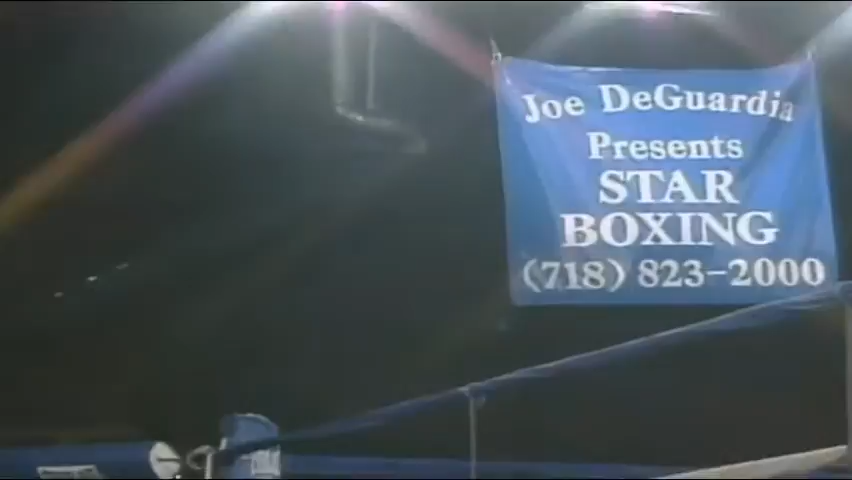 Joe DeGuardia
Presents
STAR
BOXING
(718) 823-2000